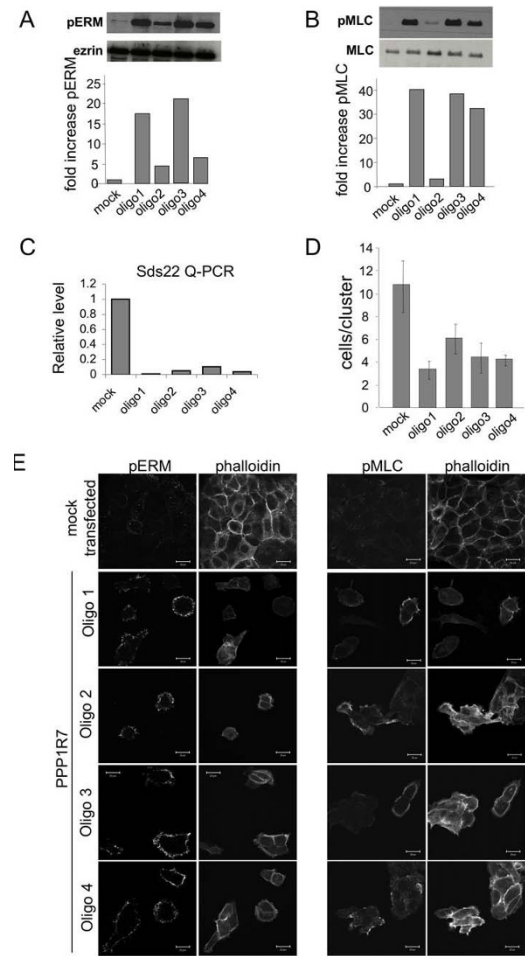 A
pERM
ezrin
fold increase pERM
25
20
15
10
5
0
mock
oligo1
oligo2
oligo3
oligo4
B
pMLC
MLC
fold increase pMLC
40
30
20
10
0
mock
oligo1
oligo2
oligo3
oligo4
C
Sds22 Q-PCR
Relative level
1.2
1
0.8
0.6
0.4
0.2
0
mock
oligo1
oligo2
oligo3
oligo4
D
cells/cluster
14
12
10
8
6
4
2
0
mock
oligo1
oligo2
oligo3
oligo4
E
pERM phalloidin pMLC phalloidin
mock
transfected
PPP1R7
Oligo 1
Oligo 2
Oligo 3
Oligo 4